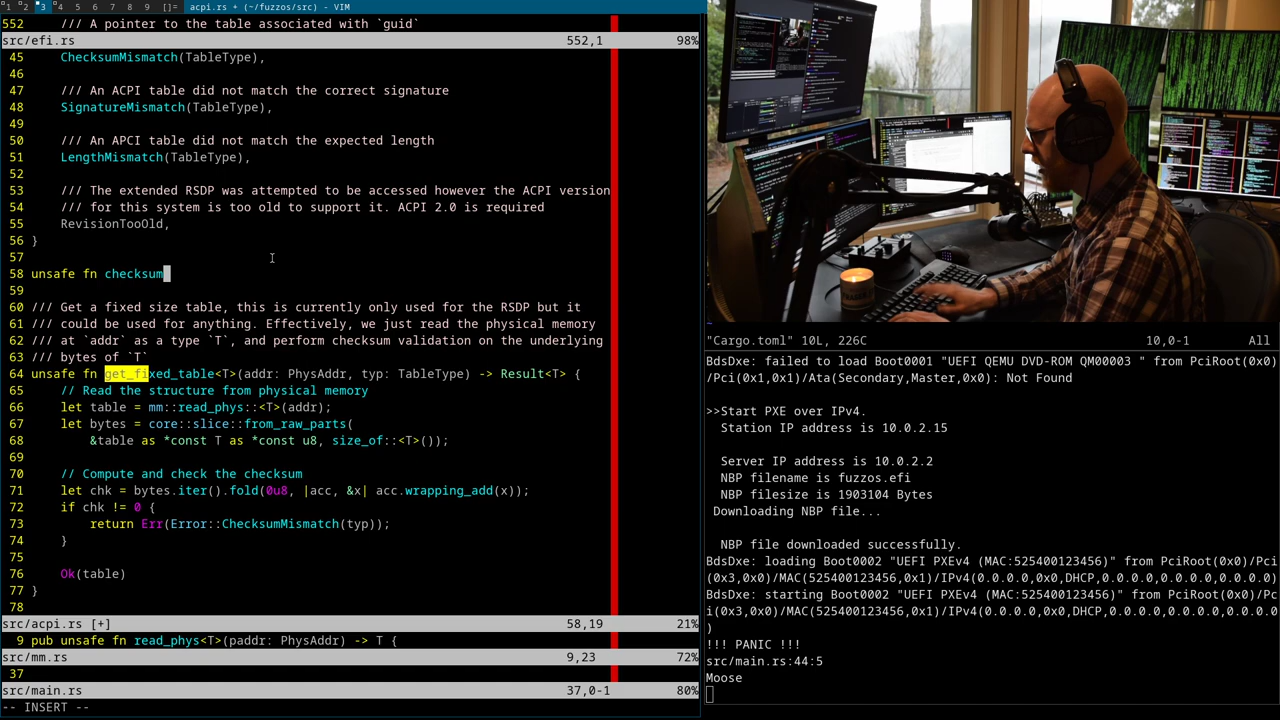 1 2 3 4 5 6 7 8 9 []= acpi.rs + (~/fuzzos/src) - VIM
552 /// A pointer to the table associated with `guid`
src/efi.rs 552,1 98%
45 ChecksumMismatch(TableType),
46
47 /// An ACPI table did not match the correct signature
48 SignatureMismatch(TableType),
49
50 /// An APCI table did not match the expected length
51 LengthMismatch(TableType),
52
53 /// The extended RSDP was attempted to be accessed however the ACPI version
54 /// for this system is too old to support it. ACPI 2.0 is required
55 RevisionTooOld,
56 }
57
58 unsafe fn checksum
59
60 /// Get a fixed size table, this is currently only used for the RSDP but it
61 /// could be used for anything. Effectively, we just read the physical memory
62 /// at `addr` as a type `T`, and perform checksum validation on the underlying
63 /// bytes of `T`
64 unsafe fn get_fixed_table<T>(addr: PhysAddr, typ: TableType) -> Result<T> {
65 // Read the structure from physical memory
66 let table = mm::read_phys::<T>(addr);
67 let bytes = core::slice::from_raw_parts(
68 &table as *const T as *const u8, size_of::<T>());
69
70 // Compute and check the checksum
71 let chk = bytes.iter().fold(0u8, |acc, &x| acc.wrapping_add(x));
72 if chk != 0 {
73 return Err(Error::ChecksumMismatch(typ));
74 }
75
76 Ok(table)
77 }
78
src/acpi.rs [+] 58,19 21%
9 pub unsafe fn read_phys<T>(paddr: PhysAddr) -> T {
src/mm.rs 9,23 72%
37
src/main.rs 37,0-1 80%
-- INSERT --
"Cargo.toml" 10L, 226C 10,0-1 All
BdsDxe: failed to load Boot0001 "UEFI QEMU DVD-ROM QM00003 " from PciRoot(0x0)
/Pci(0x1,0x1)/Ata(Secondary,Master,0x0): Not Found
>>Start PXE over IPv4.
Station IP address is 10.0.2.15
Server IP address is 10.0.2.2
NBP filename is fuzzos.efi
NBP filesize is 1903104 Bytes
Downloading NBP file...
NBP file downloaded successfully.
BdsDxe: loading Boot0002 "UEFI PXEv4 (MAC:525400123456)" from PciRoot(0x0)/Pci
(0x3,0x0)/MAC(525400123456,0x1)/IPv4(0.0.0.0,0x0,DHCP,0.0.0.0,0.0.0.0,0.0.0.0)
BdsDxe: starting Boot0002 "UEFI PXEv4 (MAC:525400123456)" from PciRoot(0x0)/Pc
i(0x3,0x0)/MAC(525400123456,0x1)/IPv4(0.0.0.0,0x0,DHCP,0.0.0.0,0.0.0.0,0.0.0.0
)
!!! PANIC !!!
src/main.rs:44:5
Moose